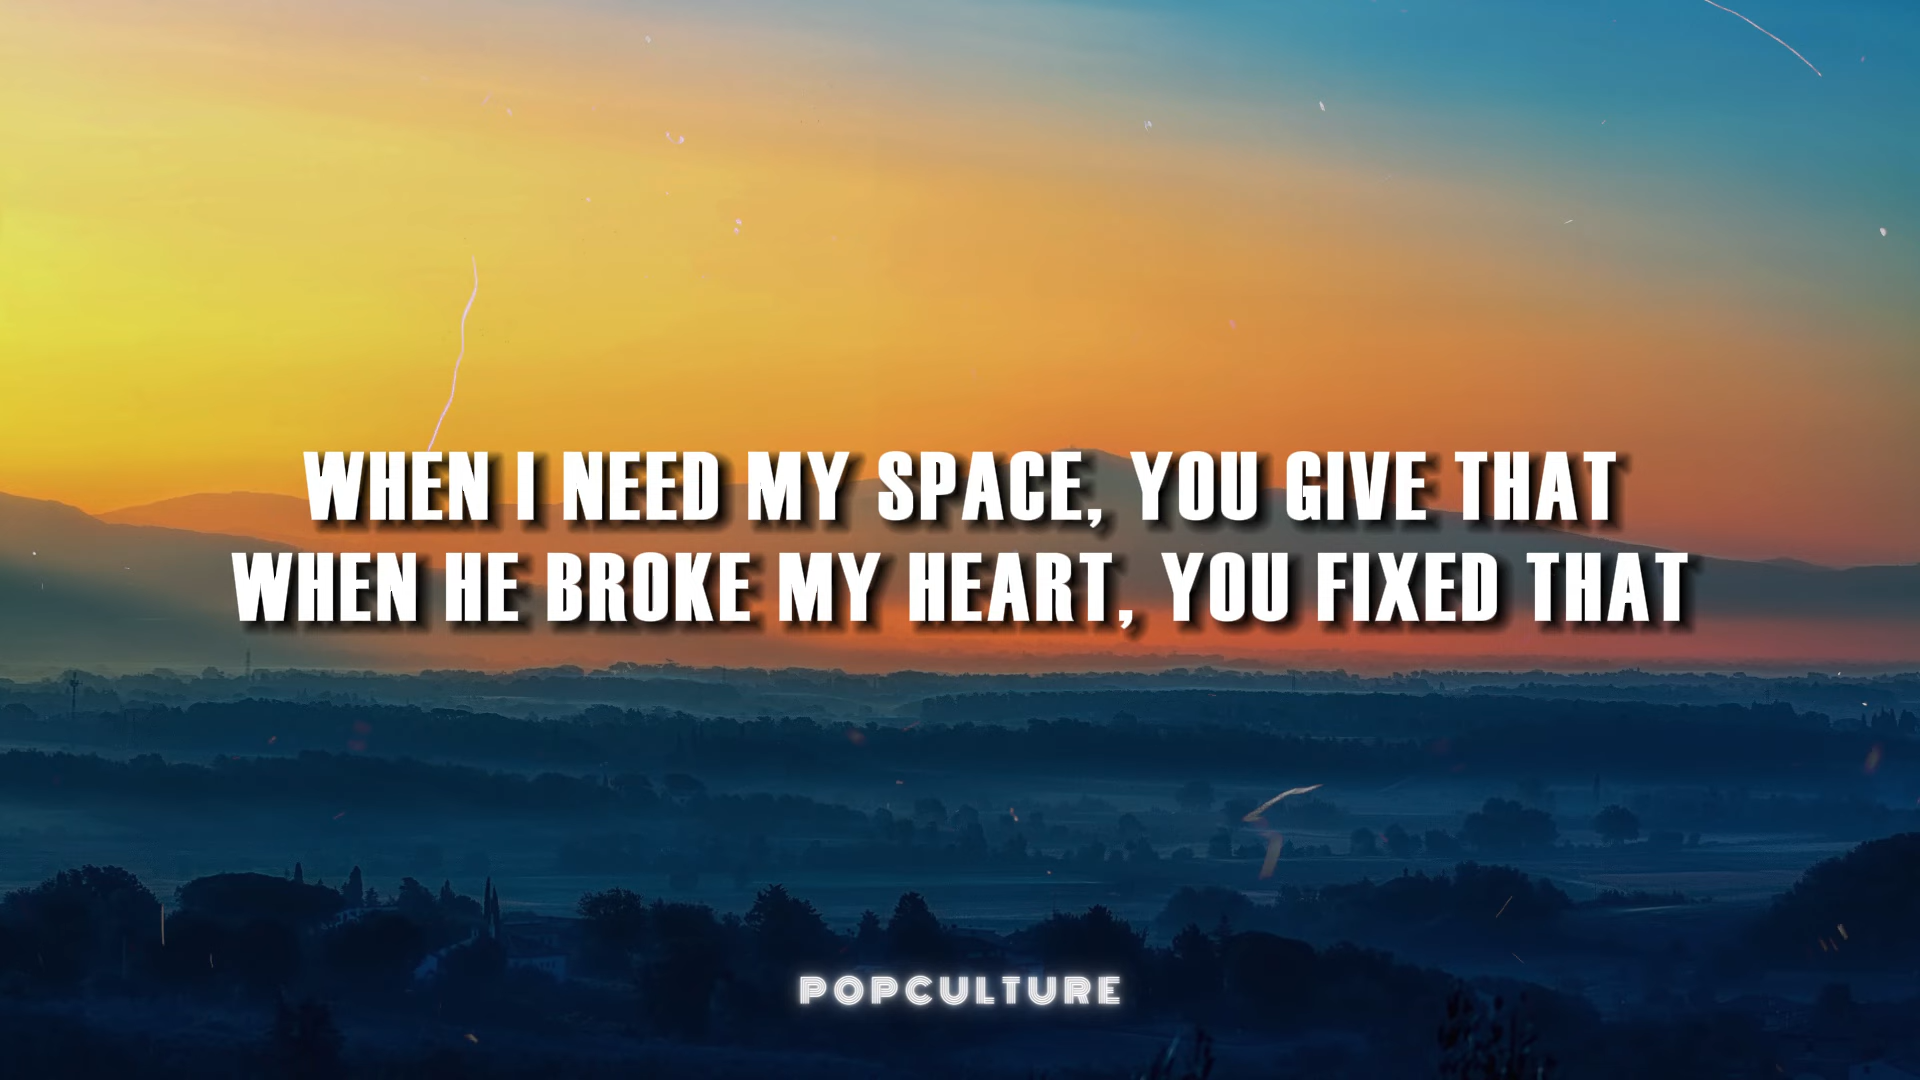 WHEN I NEED MY SPACE, YOU GIVE THAT
WHEN HE BROKE MY HEART, YOU FIXED THAT
POPCULTURE